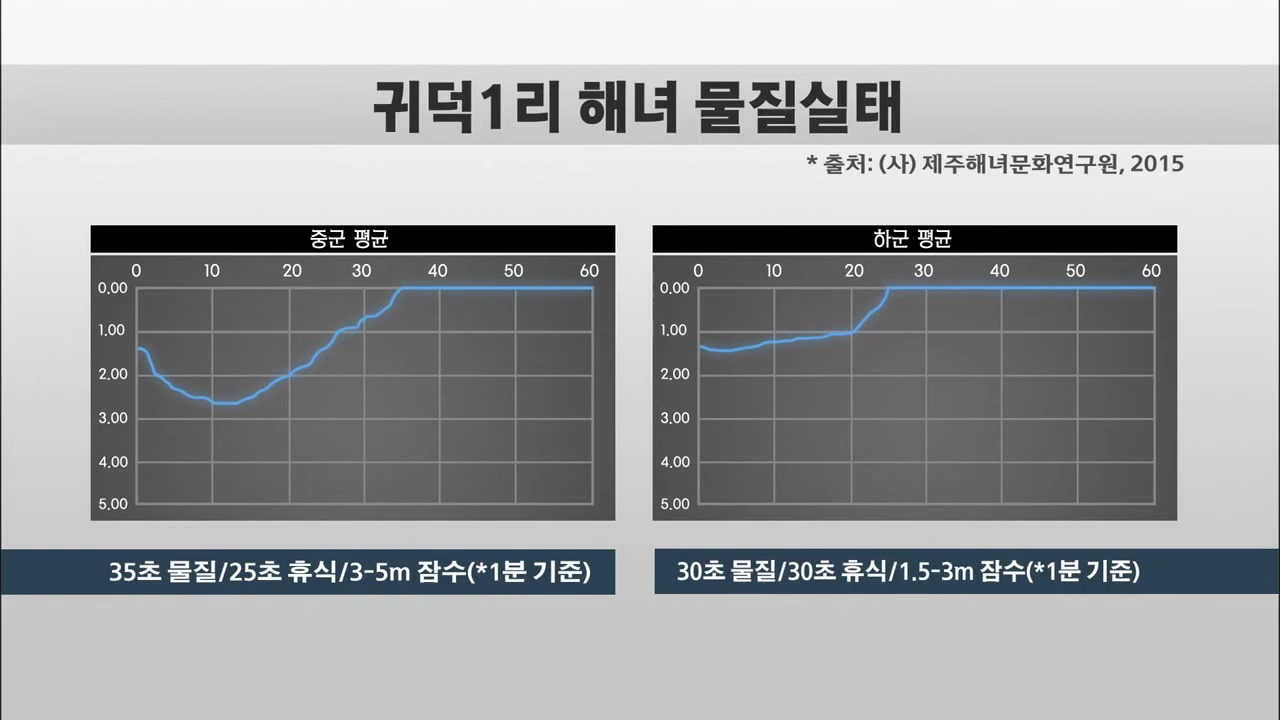 귀덕1리 해녀 물질실태
* 출처: (사) 제주해녀문화연구원, 2015
중군 평균
0 10 20 30 40 50 60
0.00
1.00
2.00
3.00
4.00
5.00
35초 물질/25초 휴식/3-5m 잠수(*1분 기준)
하군 평균
0 10 20 30 40 50 60
0.00
1.00
2.00
3.00
4.00
5.00
30초 물질/30초 휴식/1.5-3m 잠수(*1분 기준)